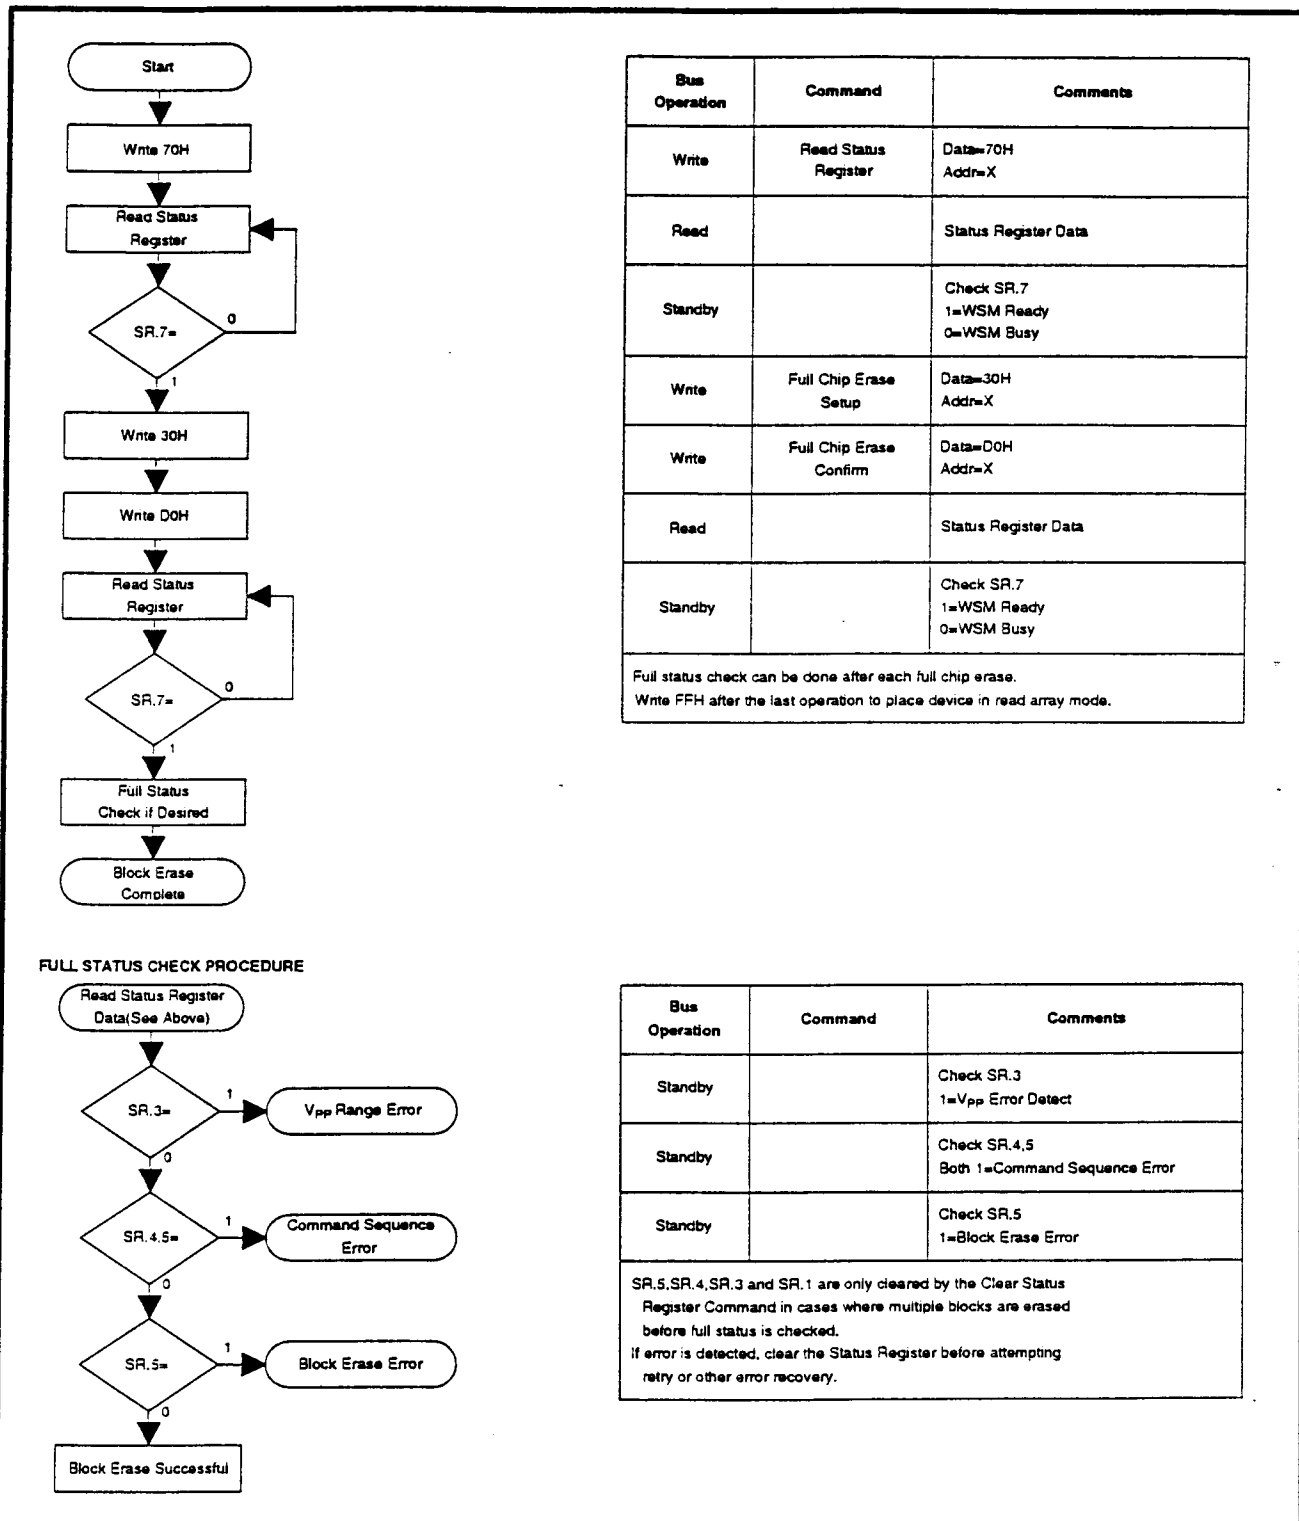 Start
Write 70H
Read Status
Register
SR.7=
0
1
Write 30H
Write D0H
Read Status
Register
SR.7=
0
1
Full Status
Check if Desired
Block Erase
Complete
Bus
Operation
Command
Comments
Write
Read Status
Register
Data=70H
Addr=X
Read
Status Register Data
Standby
Check SR.7
1=WSM Ready
0=WSM Busy
Write
Full Chip Erase
Setup
Data=30H
Addr=X
Write
Full Chip Erase
Confirm
Data=D0H
Addr=X
Read
Status Register Data
Standby
Check SR.7
1=WSM Ready
0=WSM Busy
Full status check can be done after each full chip erase.
Write FFH after the last operation to place device in read array mode.
FULL STATUS CHECK PROCEDURE
Read Status Register
Data(See Above)
SR.3=
1
VPP Range Error
0
SR.4,5=
1
Command Sequence
Error
0
SR.5=
1
Block Erase Error
0
Block Erase Successful
Bus
Operation
Command
Comments
Standby
Check SR.3
1=VPP Error Detect
Standby
Check SR.4,5
Both 1=Command Sequence Error
Standby
Check SR.5
1=Block Erase Error
SR.5,SR.4,SR.3 and SR.1 are only cleared by the Clear Status
Register Command in cases where multiple blocks are erased
before full status is checked.
If error is detected, clear the Status Register before attempting
retry or other error recovery.